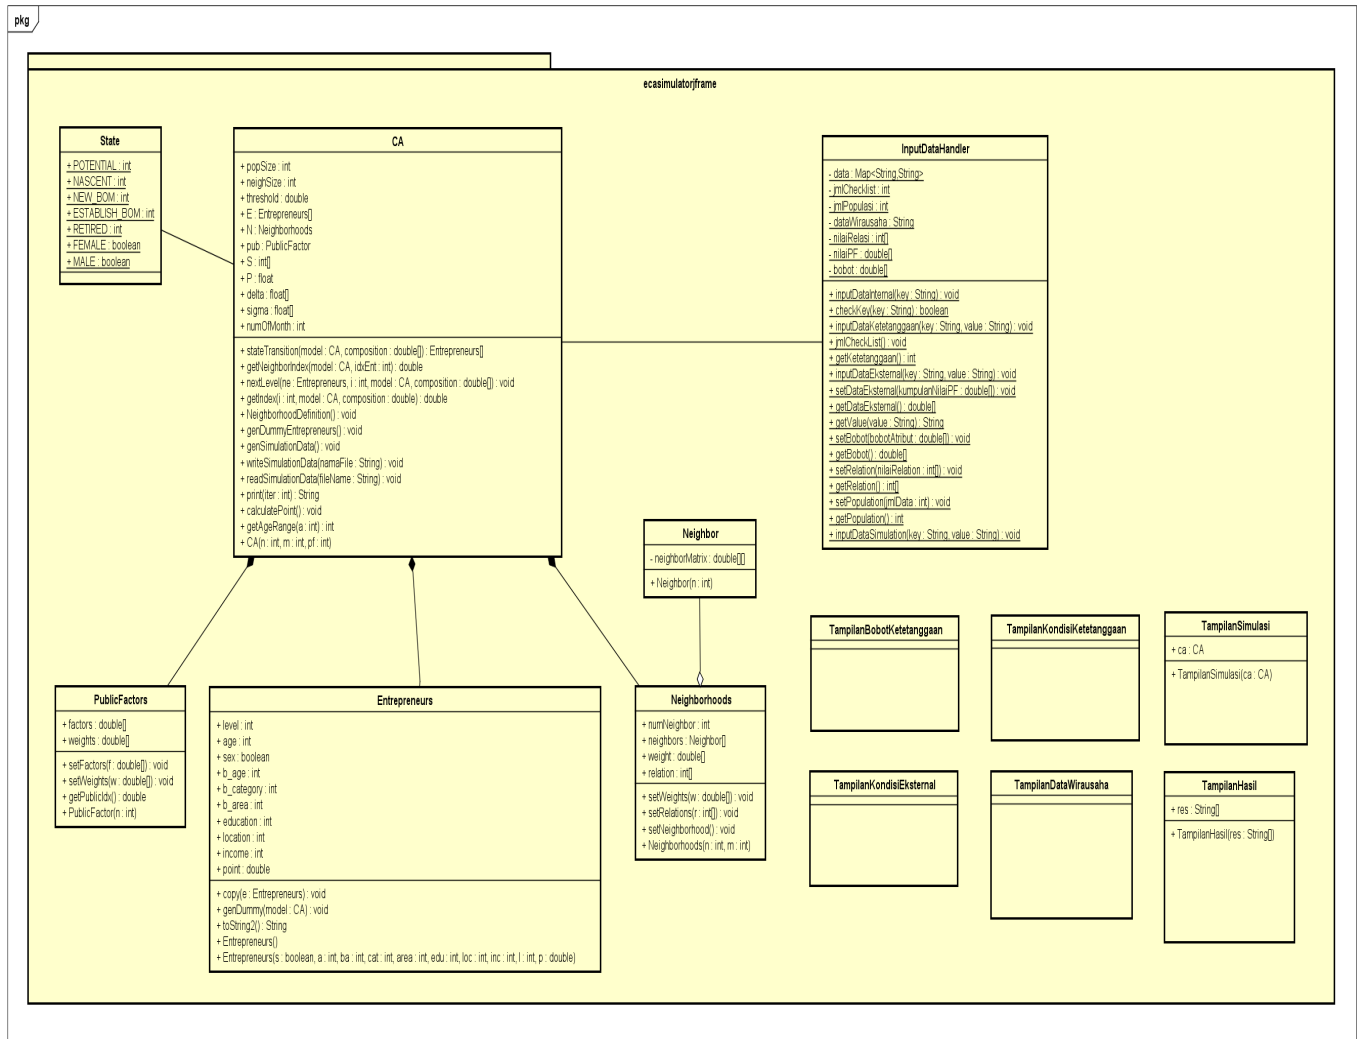 pkg
ecasimulatorjframe
State
+ POTENTIAL : int
+ NASCENT : int
+ NEW_BOM : int
+ ESTABLISH_BOM : int
+ RETIRED : int
+ FEMALE : boolean
+ MALE : boolean
CA
+ popSize : int
+ neighSize : int
+ threshold : double
+ E : Entrepreneurs[]
+ N : Neighborhoods
+ pub : PublicFactor
+ S : int[]
+ P : float
+ delta : float[]
+ sigma : float[]
+ numOfMonth : int
+ stateTransition(model : CA, composition : double[]) : Entrepreneurs[]
+ getNeighborIndex(model : CA, idxEnt : int) : double
+ nextLevel(ne : Entrepreneurs, i : int, model : CA, composition : double[]) : void
+ getIndex(i : int, model : CA, composition : double) : double
+ NeighborhoodDefinition() : void
+ genDummyEntrepreneurs() : void
+ genSimulationData() : void
+ writeSimulationData(namaFile : String) : void
+ readSimulationData(fileName : String) : void
+ print(iter : int) : String
+ calculatePoint() : void
+ getAgeRange(a : int) : int
+ CA(n : int, m : int, pf : int)
InputDataHandler
- data : Map<String,String>
- jmlChecklist : int
- jmlPopulasi : int
- dataWirausaha : String
- nilaiRelasi : int[]
- nilaiPF : double[]
- bobot : double[]
+ inputDataInternal(key : String) : void
+ checkKey(key : String) : boolean
+ inputDataKetetanggaan(key : String, value : String) : void
+ jmlCheckList() : void
+ getKetetanggaan() : int
+ inputDataEksternal(key : String, value : String) : void
+ setDataEksternal(kumpulanNilaiPF : double[]) : void
+ getDataEksternal() : double[]
+ getValue(value : String) : String
+ setBobot(bobotAtribut : double[]) : void
+ getBobot() : double[]
+ setRelation(nilaiRelation : int[]) : void
+ getRelation() : int[]
+ setPopulation(jmlData : int) : void
+ getPopulation() : int
+ inputDataSimulation(key : String, value : String) : void
Neighbor
- neighborMatrix : double[][]
+ Neighbor(n : int)
PublicFactors
+ factors : double[]
+ weights : double[]
+ setFactors(f : double[]) : void
+ setWeights(w : double[]) : void
+ getPublicIdx() : double
+ PublicFactor(n : int)
Entrepreneurs
+ level : int
+ age : int
+ sex : boolean
+ b_age : int
+ b_category : int
+ b_area : int
+ education : int
+ location : int
+ income : int
+ point : double
+ copy(e : Entrepreneurs) : void
+ genDummy(model : CA) : void
+ toString2() : String
+ Entrepreneurs()
+ Entrepreneurs(s : boolean, a : int, ba : int, cat : int, area : int, edu : int, loc : int, inc : int, l : int, p : double)
Neighborhoods
+ numNeighbor : int
+ neighbors : Neighbor[]
+ weight : double[]
+ relation : int[]
+ setWeights(w : double[]) : void
+ setRelations(r : int[]) : void
+ setNeighborhood() : void
+ Neighborhoods(n : int, m : int)
TampilanBobotKetetanggaan
TampilanKondisiKetetanggaan
TampilanSimulasi
+ ca : CA
+ TampilanSimulasi(ca : CA)
TampilanKondisiEksternal
TampilanDataWirausaha
TampilanHasil
+ res : String[]
+ TampilanHasil(res : String[])